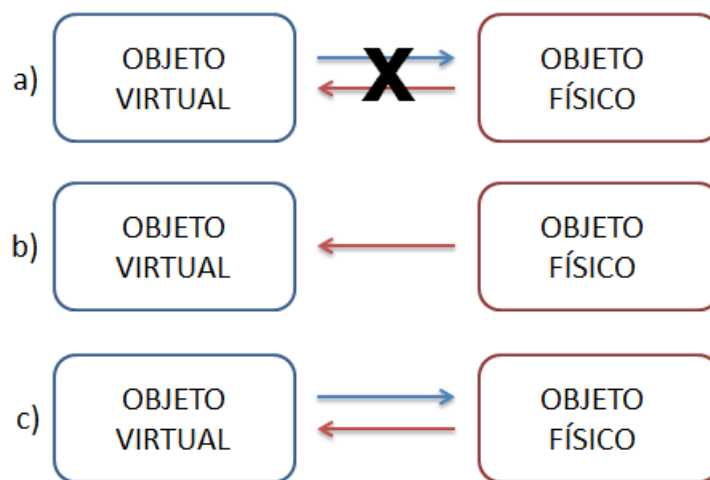 a)
OBJETO
VIRTUAL
X
OBJETO
FÍSICO
b)
OBJETO
VIRTUAL
OBJETO
FÍSICO
c)
OBJETO
VIRTUAL
OBJETO
FÍSICO